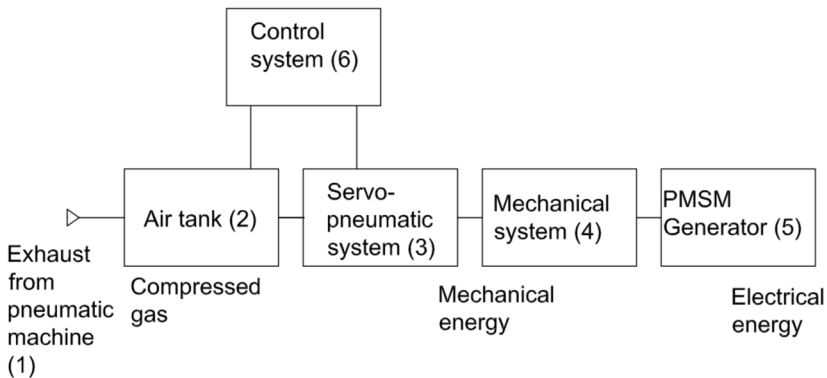 Control
system (6)
Air tank (2)
Servo-
pneumatic
system (3)
Mechanical
system (4)
PMSM
Generator (5)
Exhaust
from
pneumatic
machine
(1)
Compressed
gas
Mechanical
energy
Electrical
energy